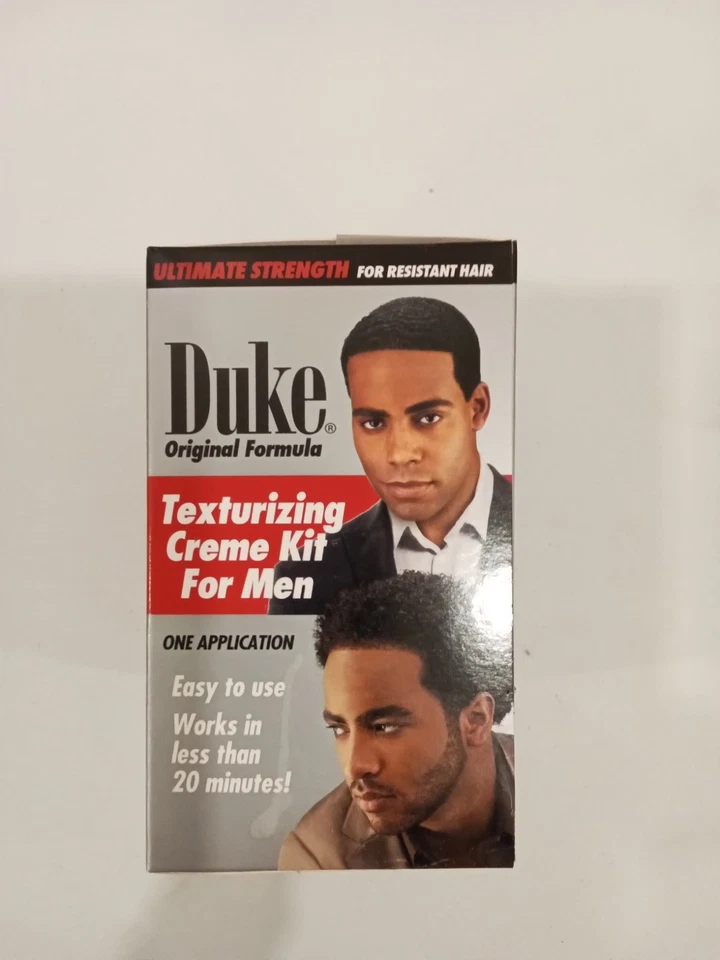 ULTIMATE STRENGTH FOR RESISTANT HAIR
Duke®
Original Formula
Texturizing
Creme Kit
For Men
ONE APPLICATION
Easy to use
Works in
less than
20 minutes!